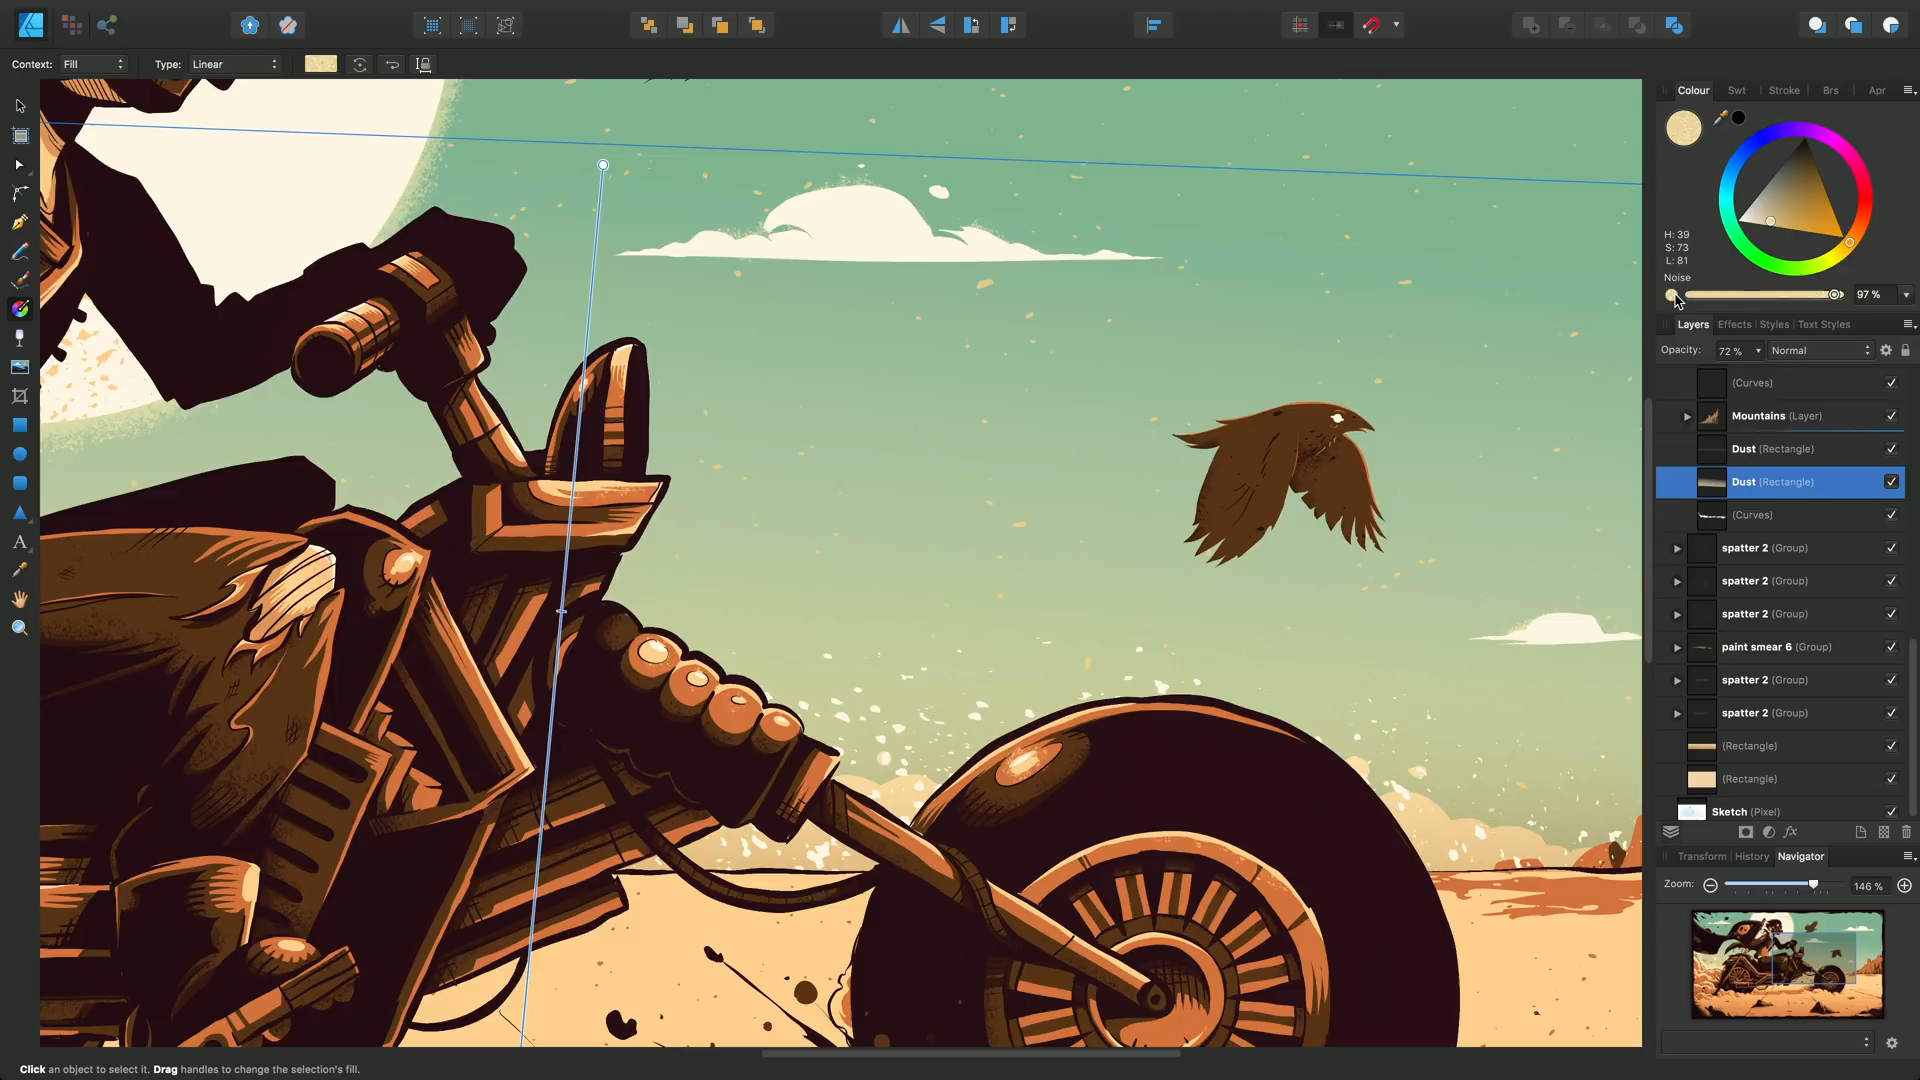 Context: Fill Type: Linear
Colour Swt Stroke Brs Apr
H: 39
S: 73
L: 81
Noise
97 %
Layers Effects Styles Text Styles
Opacity: 72 % Normal
(Curves)
Mountains (Layer)
Dust (Rectangle)
Dust (Rectangle)
(Curves)
spatter 2 (Group)
spatter 2 (Group)
spatter 2 (Group)
paint smear 6 (Group)
spatter 2 (Group)
spatter 2 (Group)
(Rectangle)
(Rectangle)
Sketch (Pixel)
Transform History Navigator
Zoom: 146 %
Click an object to select it. Drag handles to change the selection's fill.